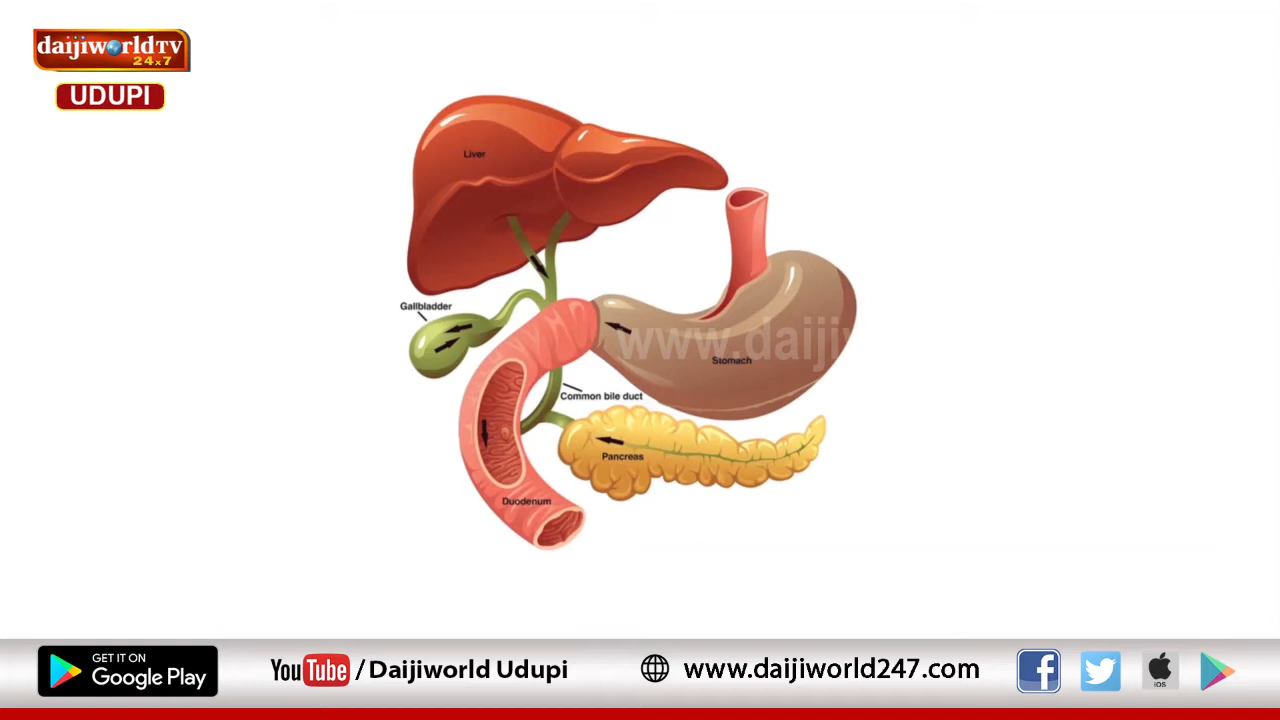 daijiworldTV
24x7
UDUPI
Liver
Gallbladder
www.daijiw
Stomach
Common bile duct
Pancreas
Duodenum
GET IT ON
Google Play
YouTube / Daijiworld Udupi
www.daijiworld247.com
iOS